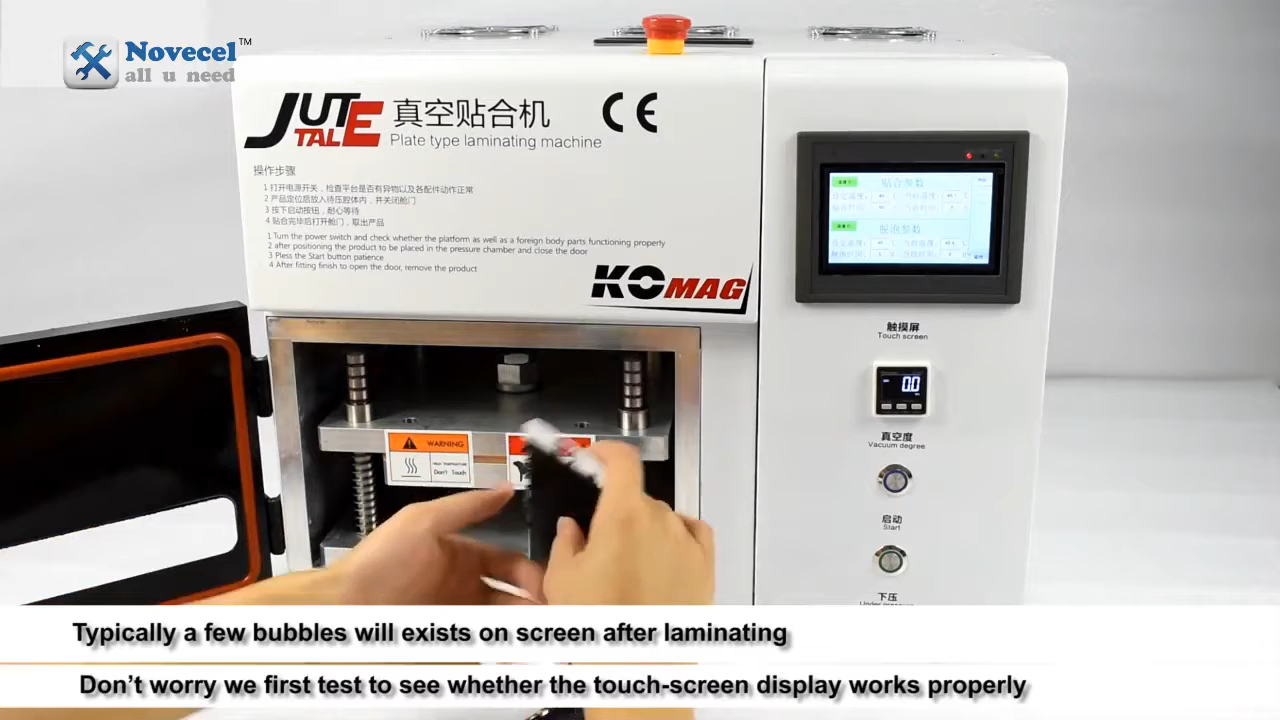 Novecel™
all u need
JUTE
TAL
真空贴合机
Plate type laminating machine
CE
操作步骤
1 打开电源开关，检查平台是否有异物以及各配件动作正常
2 产品定位后放入待压腔体内，并关闭舱门
3 按下启动按钮，耐心等待
4 贴合完毕后打开舱门，取出产品
1 Turn the power switch and check whether the platform as well as a foreign body parts functioning properly
2 after positioning the product to be placed in the pressure chamber and close the door
3 Pless the Start button patience
4 After fitting finish to open the door, remove the product
KOMAG
贴合参数
脱泡参数
触摸屏
Touch screen
0.0
真空度
Vacuum degree
启动
Start
下压
WARNING
HIGH TEMPERATURE
Don't Touch
Typically a few bubbles will exists on screen after laminating
Don't worry we first test to see whether the touch-screen display works properly